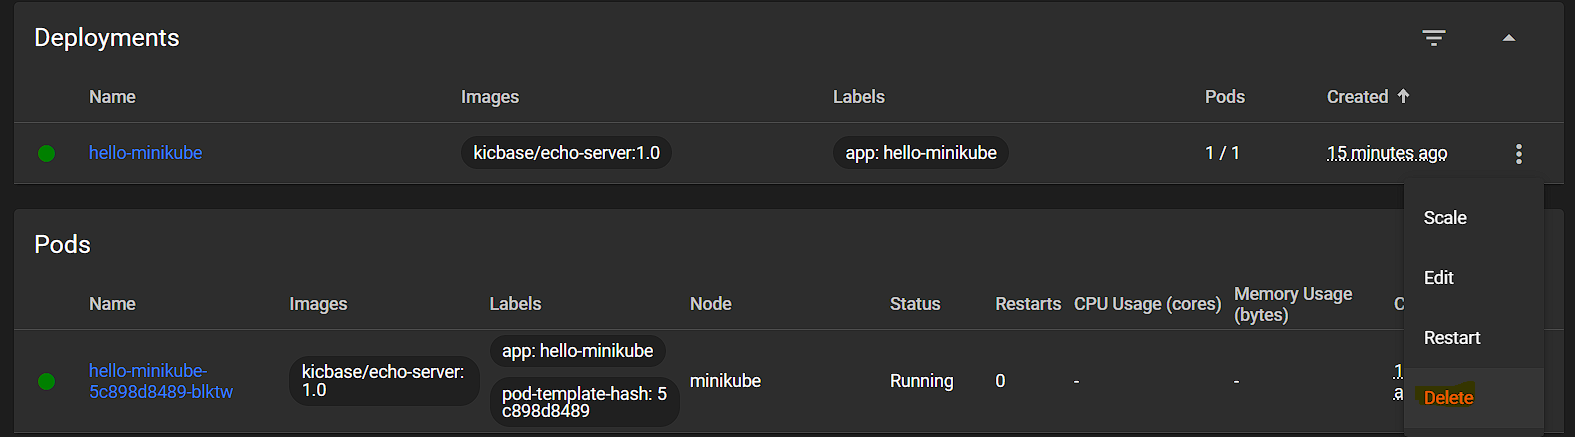 Deployments
Name Images Labels Pods Created
hello-minikube kicbase/echo-server:1.0 app: hello-minikube 1 / 1 15 minutes ago
Scale
Edit
Restart
Delete
Pods
Name Images Labels Node Status Restarts CPU Usage (cores) Memory Usage
(bytes) C
hello-minikube-
5c898d8489-blktw
kicbase/echo-server:
1.0
app: hello-minikube
pod-template-hash: 5
c898d8489
minikube Running 0 - - 1
a